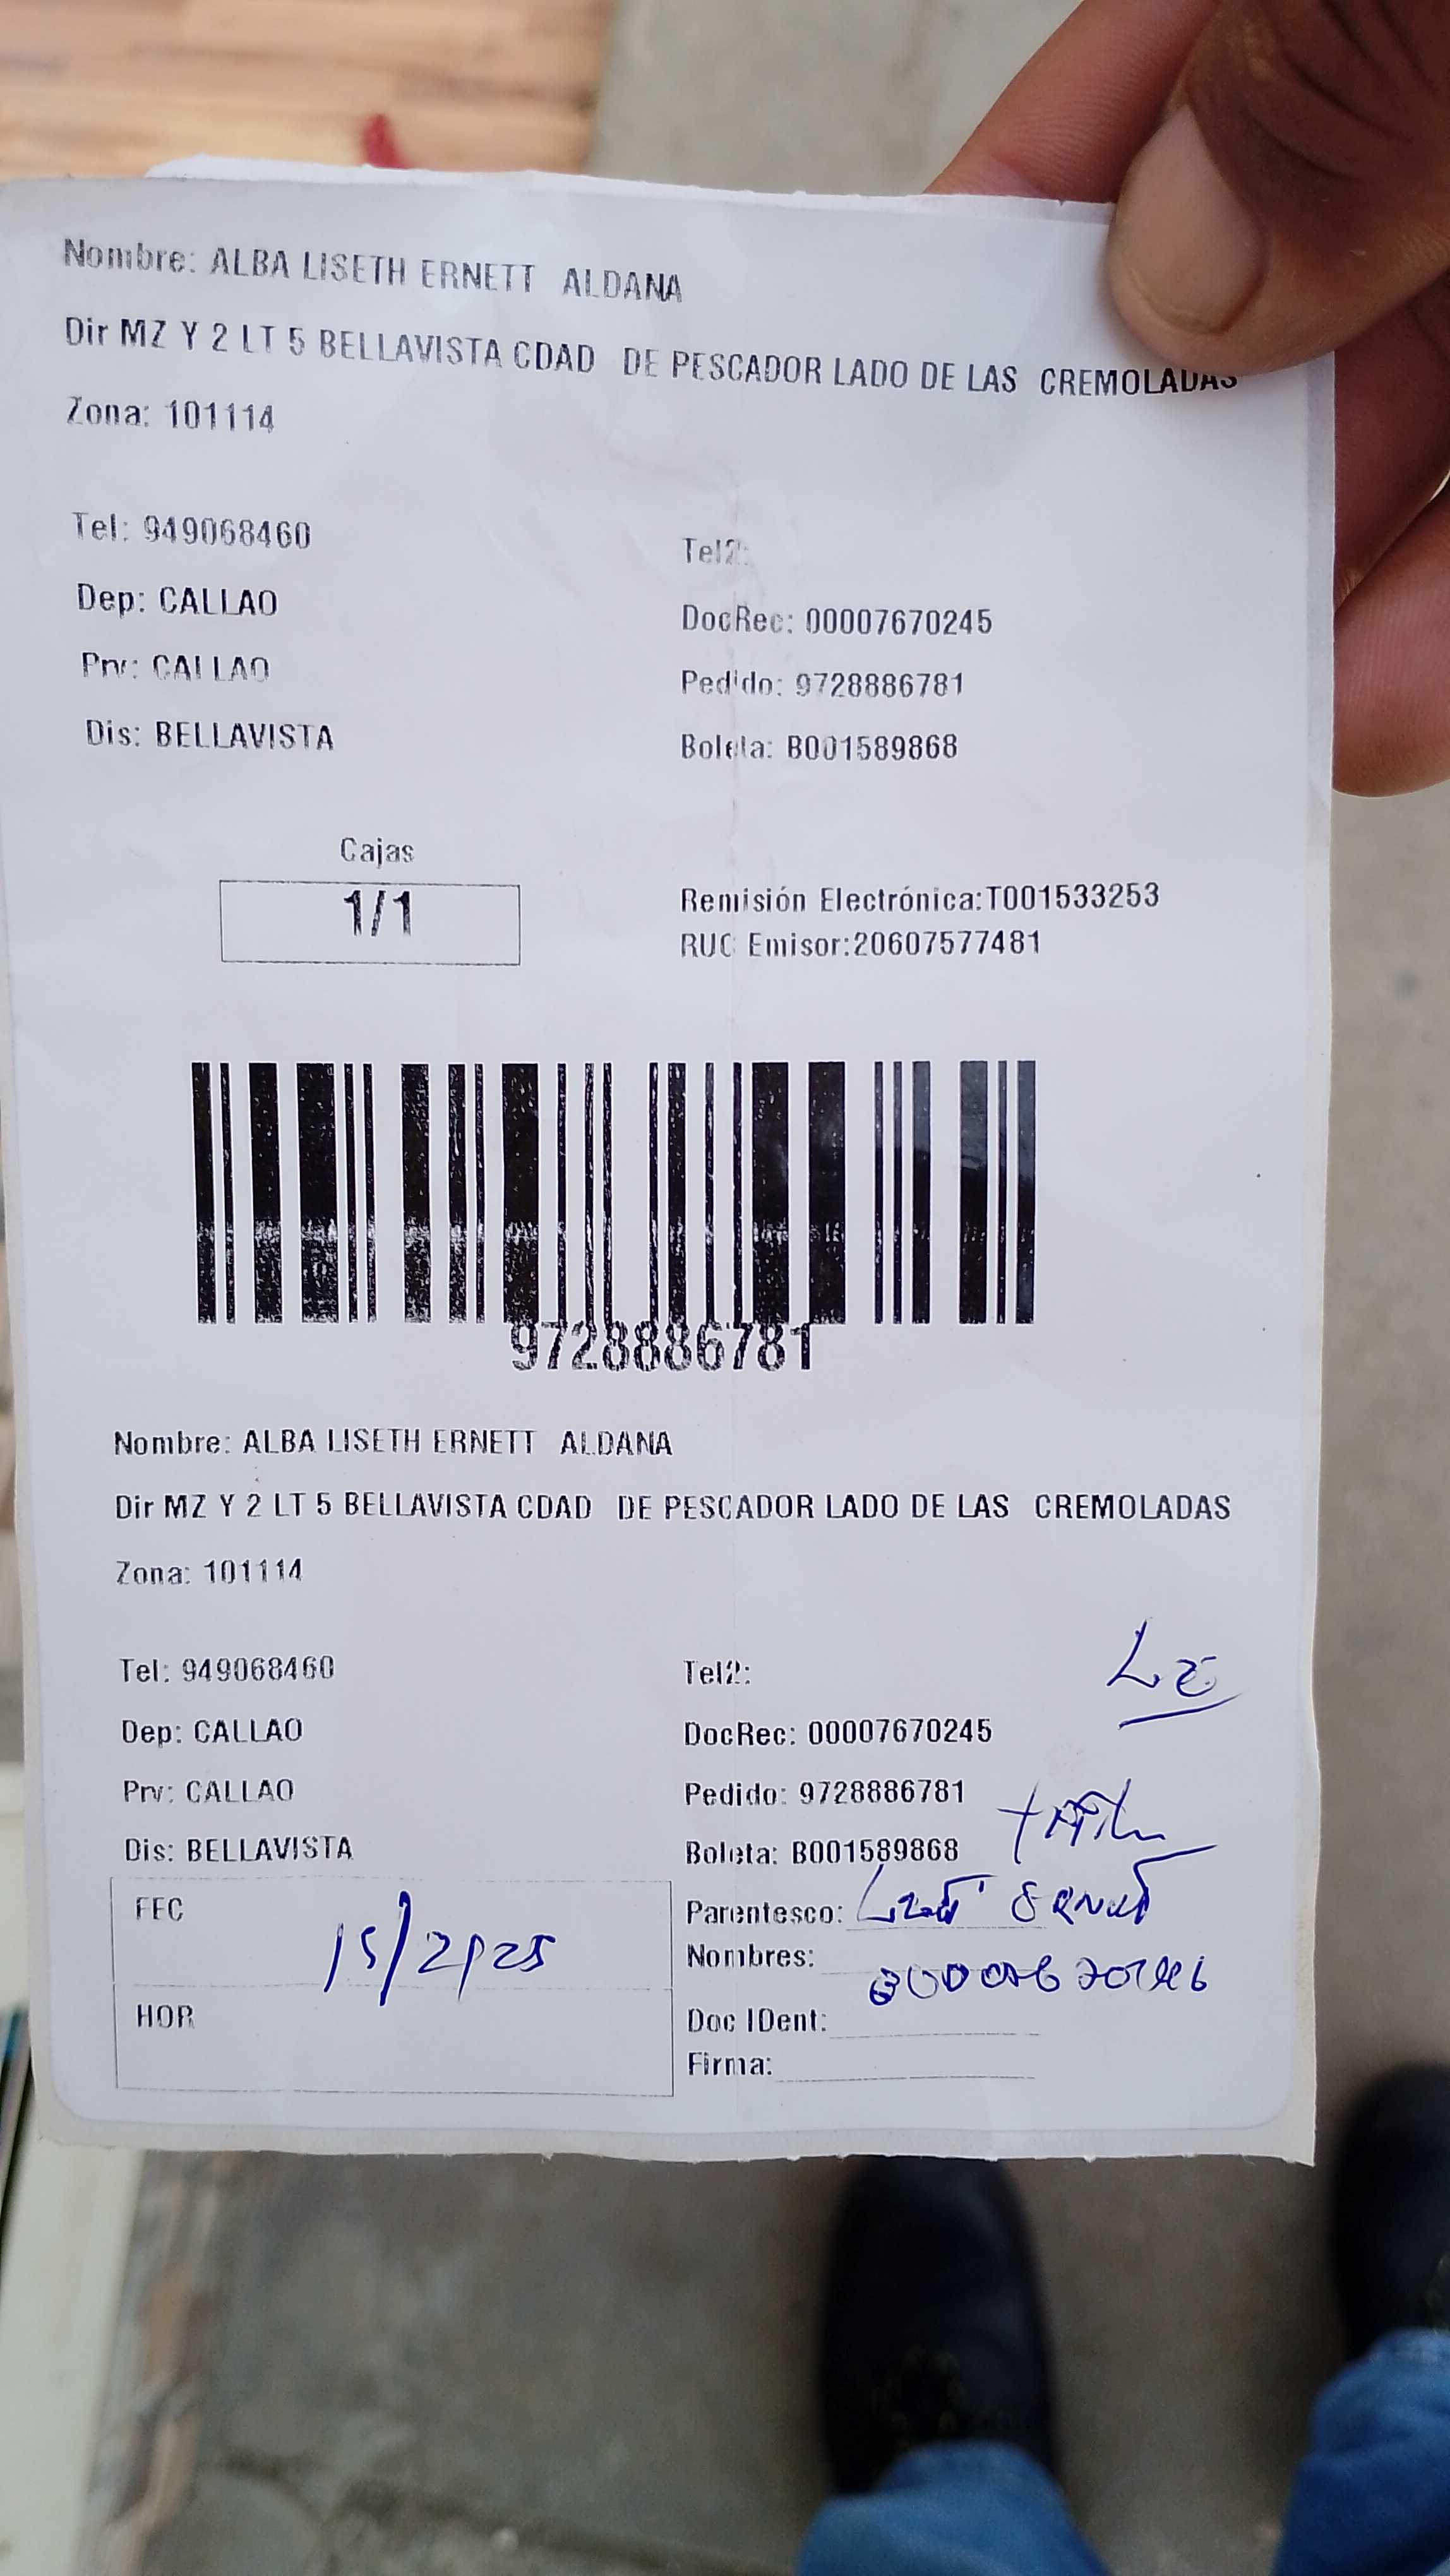 Nombre: ALBA LISETH ERNETT ALDANA
Dir MZ Y 2 LT 5 BELLAVISTA CDAD DE PESCADOR LADO DE LAS CREMOLADAS
Zona: 101114
Tel: 949068460
Tel2:
Dep: CALLAO
DocRec: 00007670245
Prv: CALLAO
Pedido: 9728886781
Dis: BELLAVISTA
Boleta: B001589868
Cajas
1/1
Remisión Electrónica:T001533253
RUC Emisor:20607577481
9728886781
Nombre: ALBA LISETH ERNETT ALDANA
Dir MZ Y 2 LT 5 BELLAVISTA CDAD DE PESCADOR LADO DE LAS CREMOLADAS
Zona: 101114
Tel: 949068460
Tel2:
Dep: CALLAO
DocRec: 00007670245
Prv: CALLAO
Pedido: 9728886781
Dis: BELLAVISTA
Boleta: B001589868
FEC
Parentesco:
Nombres:
HOR
Doc IDent:
Firma: